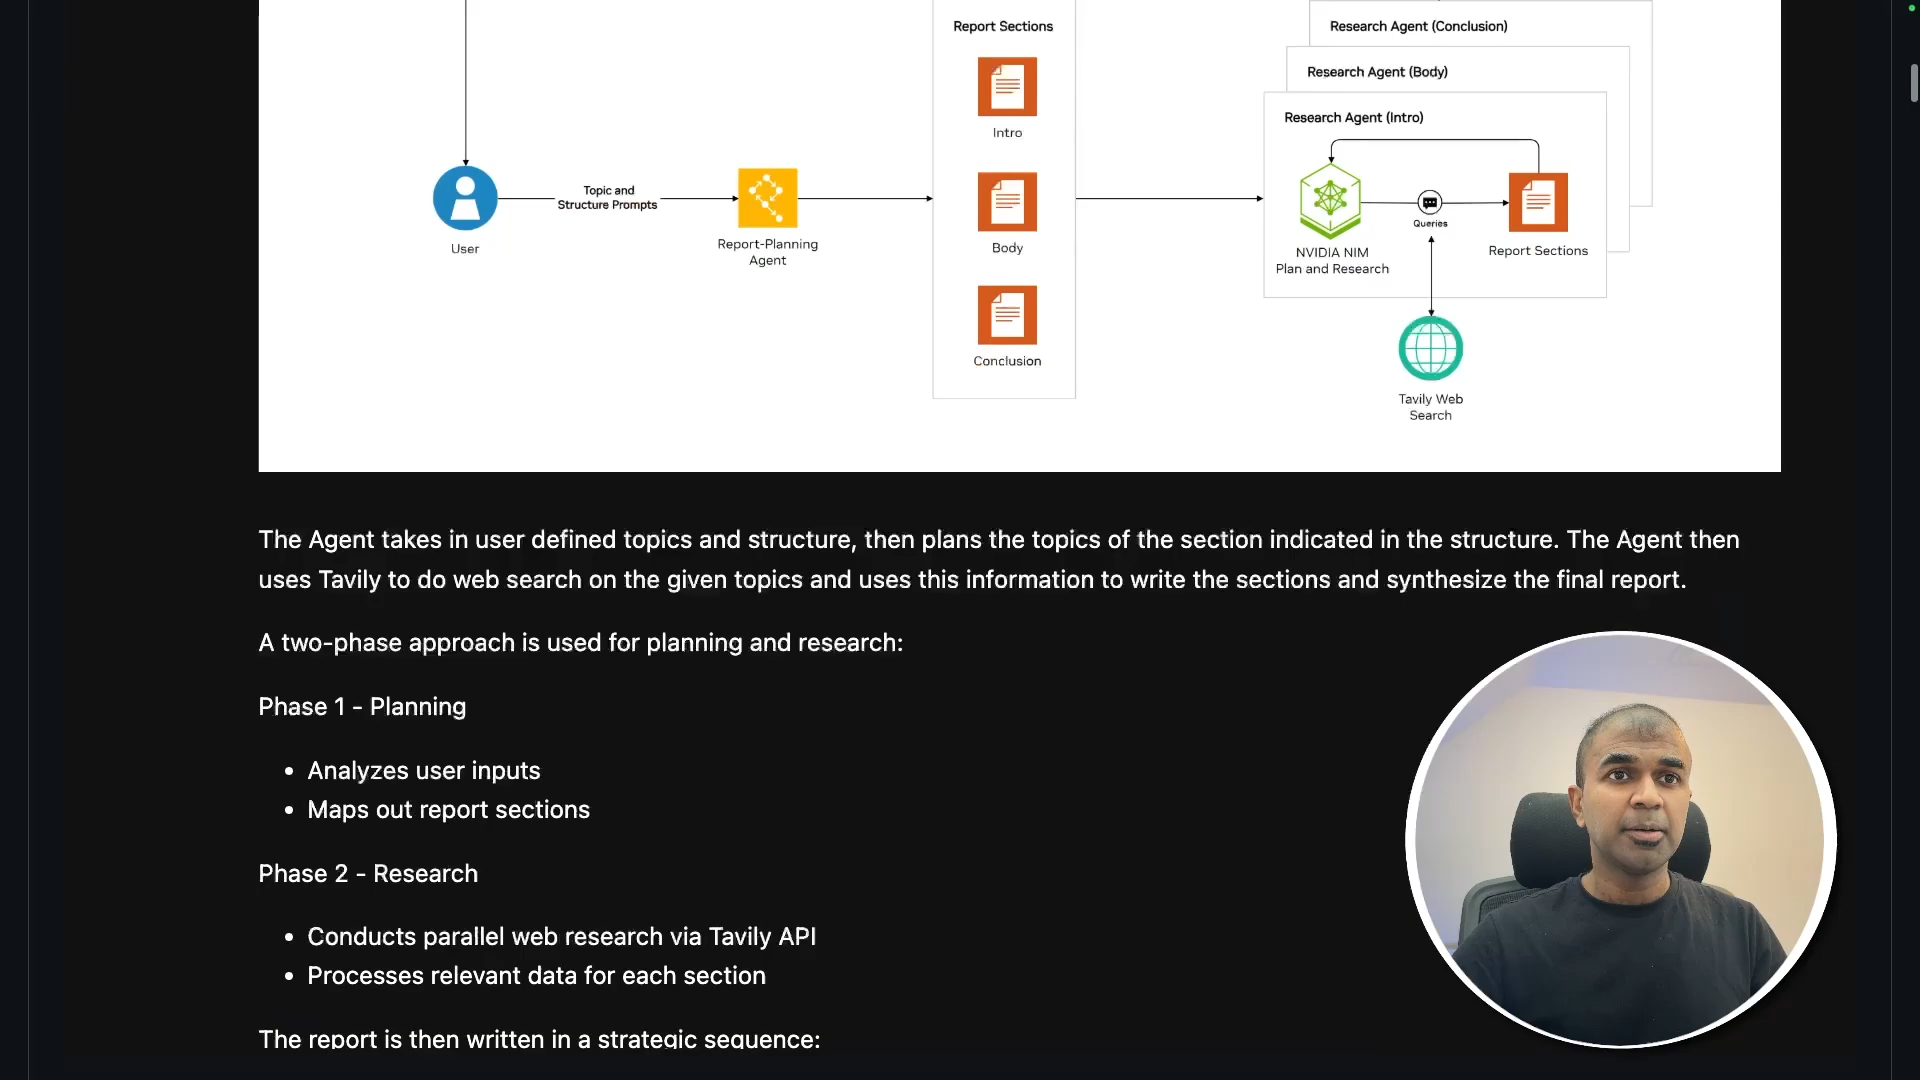 Report Sections
Intro
Body
Conclusion
User
Topic and
Structure Prompts
Report-Planning
Agent
Research Agent (Conclusion)
Research Agent (Body)
Research Agent (Intro)
NVIDIA NIM
Plan and Research
Queries
Report Sections
Tavily Web
Search
The Agent takes in user defined topics and structure, then plans the topics of the section indicated in the structure. The Agent then
uses Tavily to do web search on the given topics and uses this information to write the sections and synthesize the final report.
A two-phase approach is used for planning and research:
Phase 1 - Planning
• Analyzes user inputs
• Maps out report sections
Phase 2 - Research
• Conducts parallel web research via Tavily API
• Processes relevant data for each section
The report is then written in a strategic sequence: